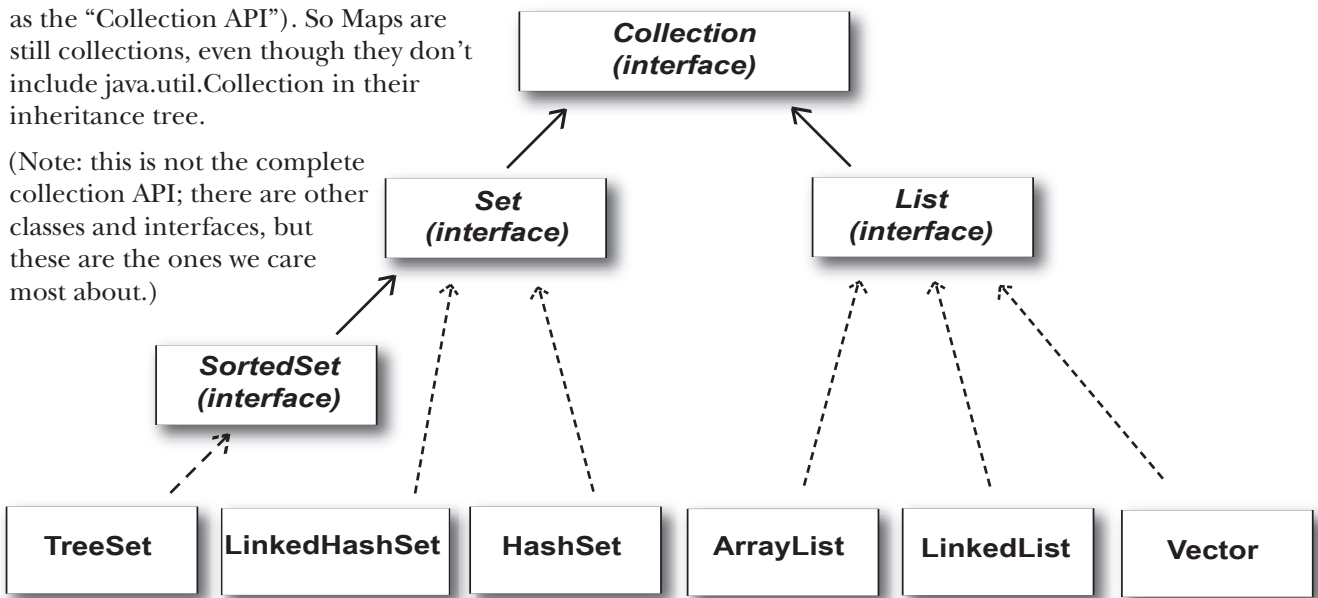 as the “Collection API”). So Maps are
still collections, even though they don’t
include java.util.Collection in their
inheritance tree.
(Note: this is not the complete
collection API; there are other
classes and interfaces, but
these are the ones we care
most about.)
Collection
(interface)
Set
(interface)
List
(interface)
SortedSet
(interface)
TreeSet
LinkedHashSet
HashSet
ArrayList
LinkedList
Vector